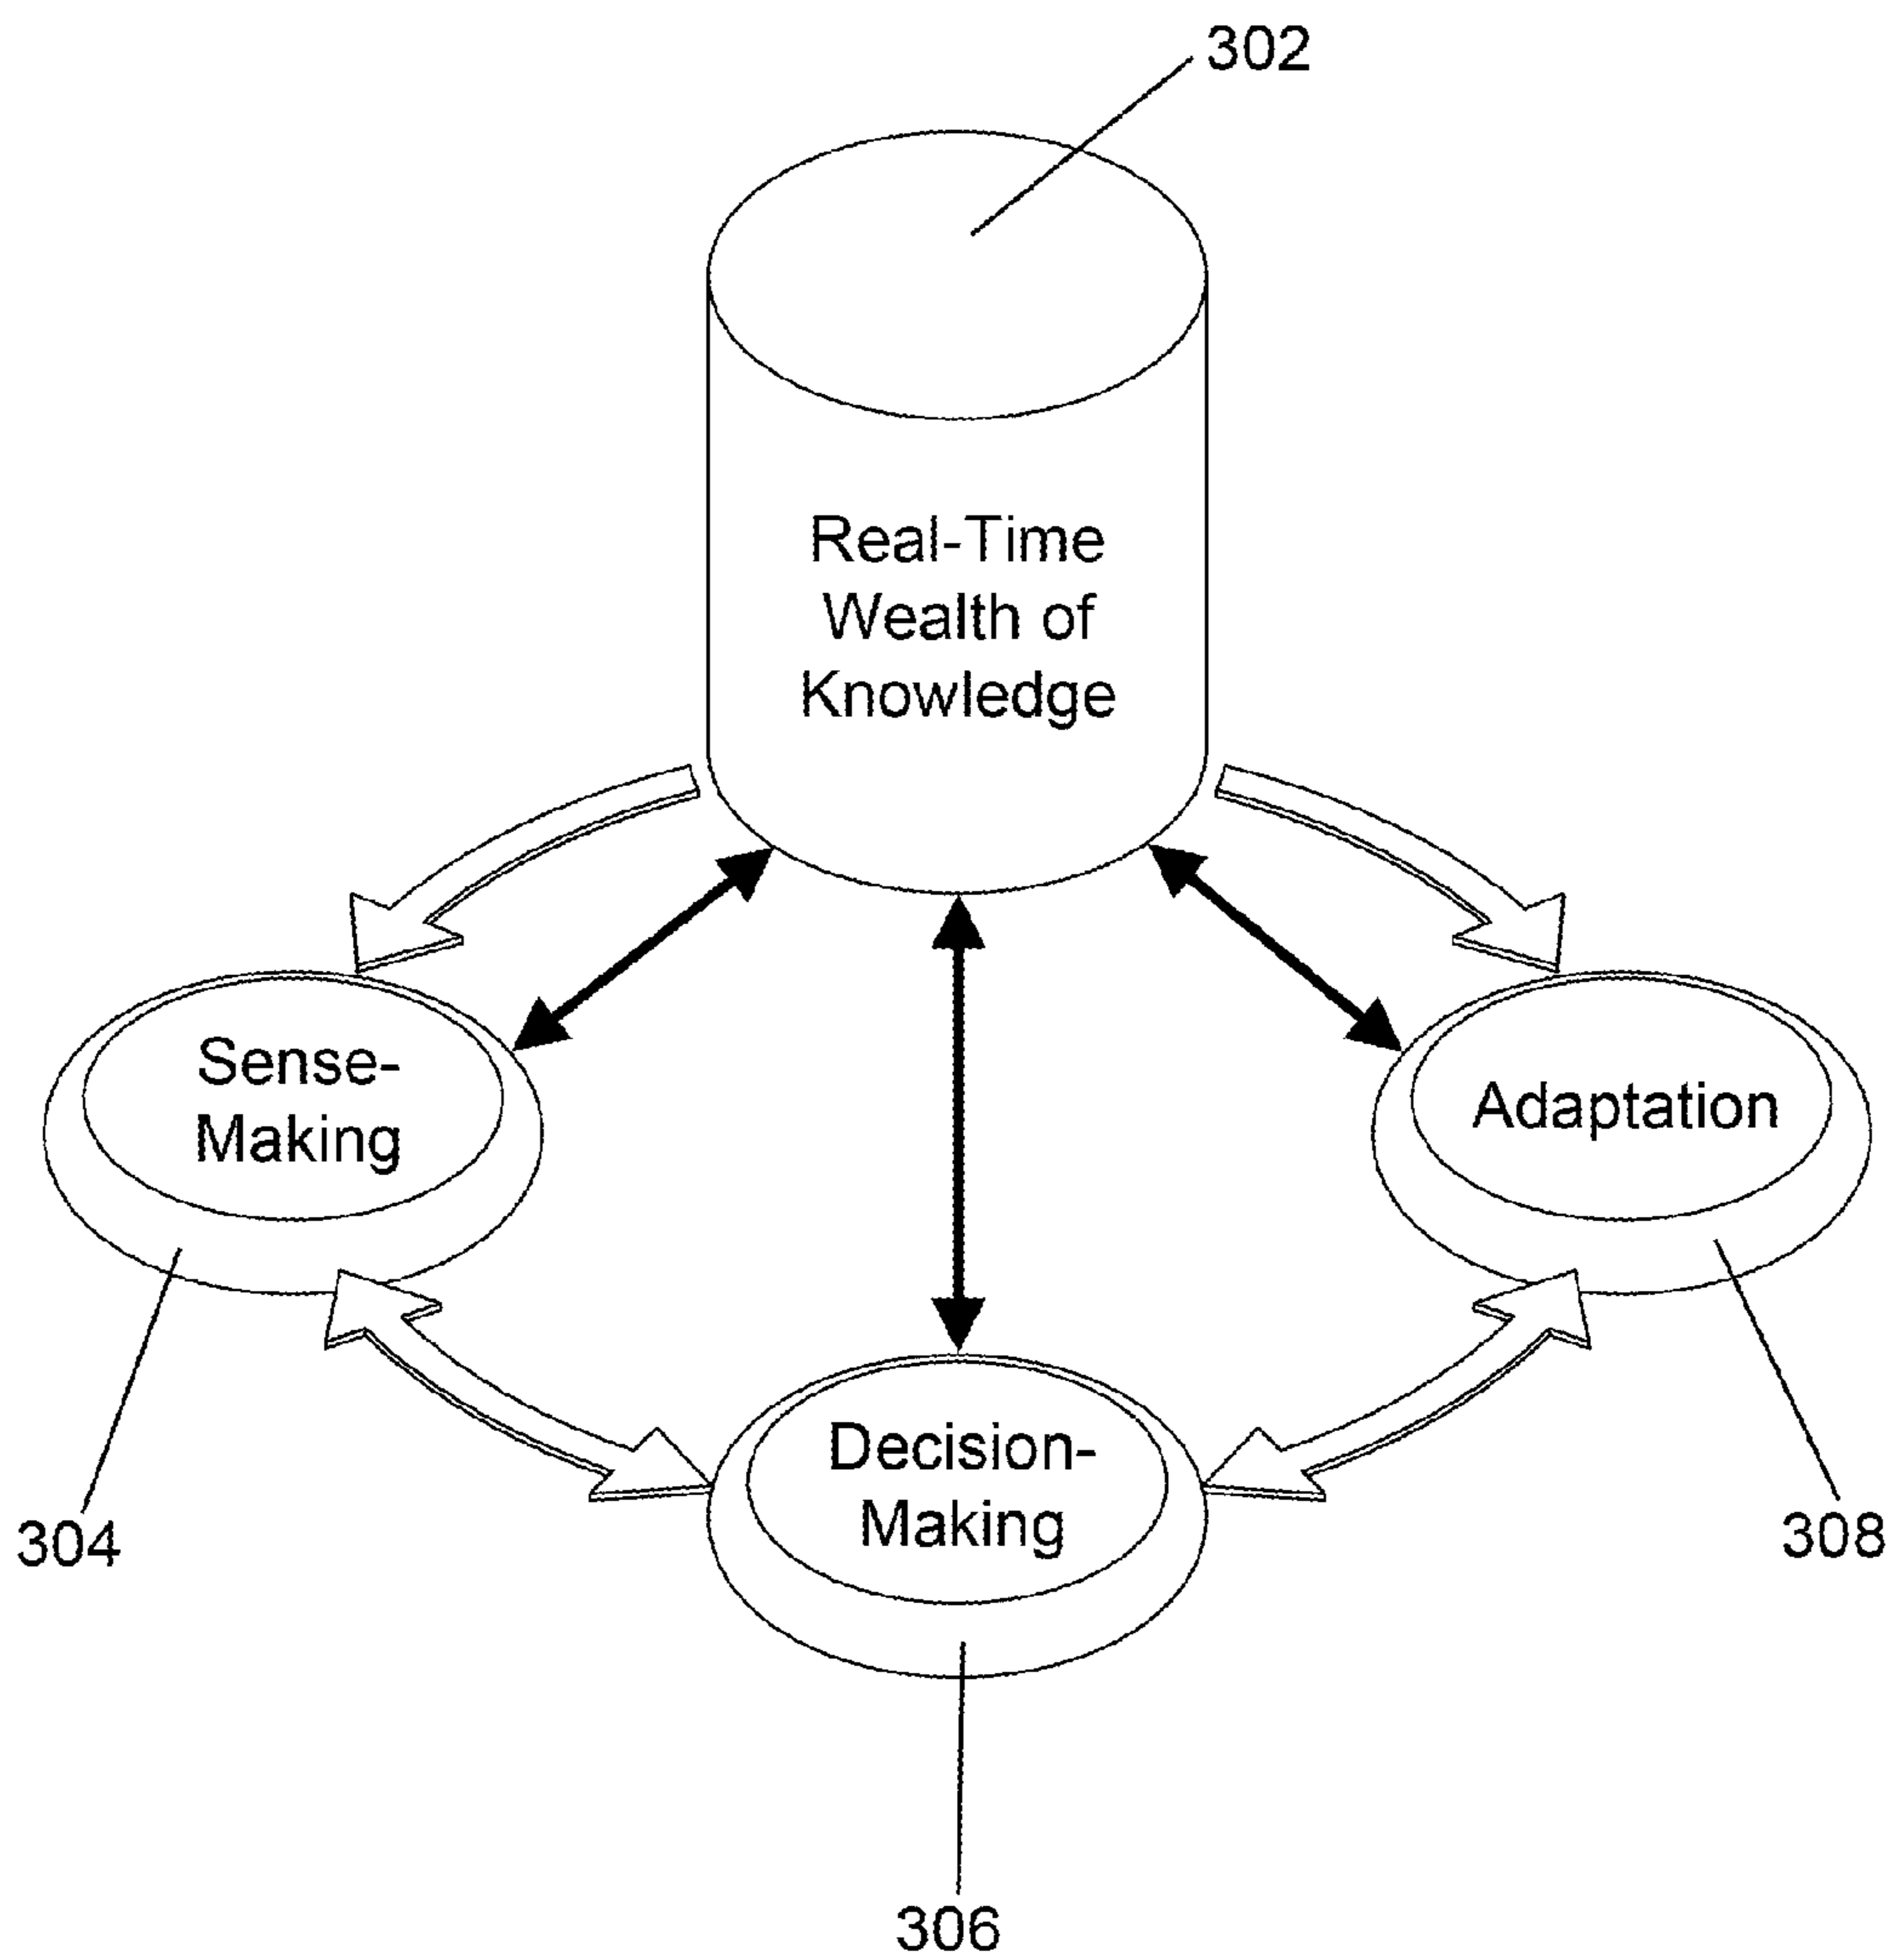 302
Real-Time
Wealth of
Knowledge
Sense-
Making
Adaptation
Decision-
Making
304
308
306